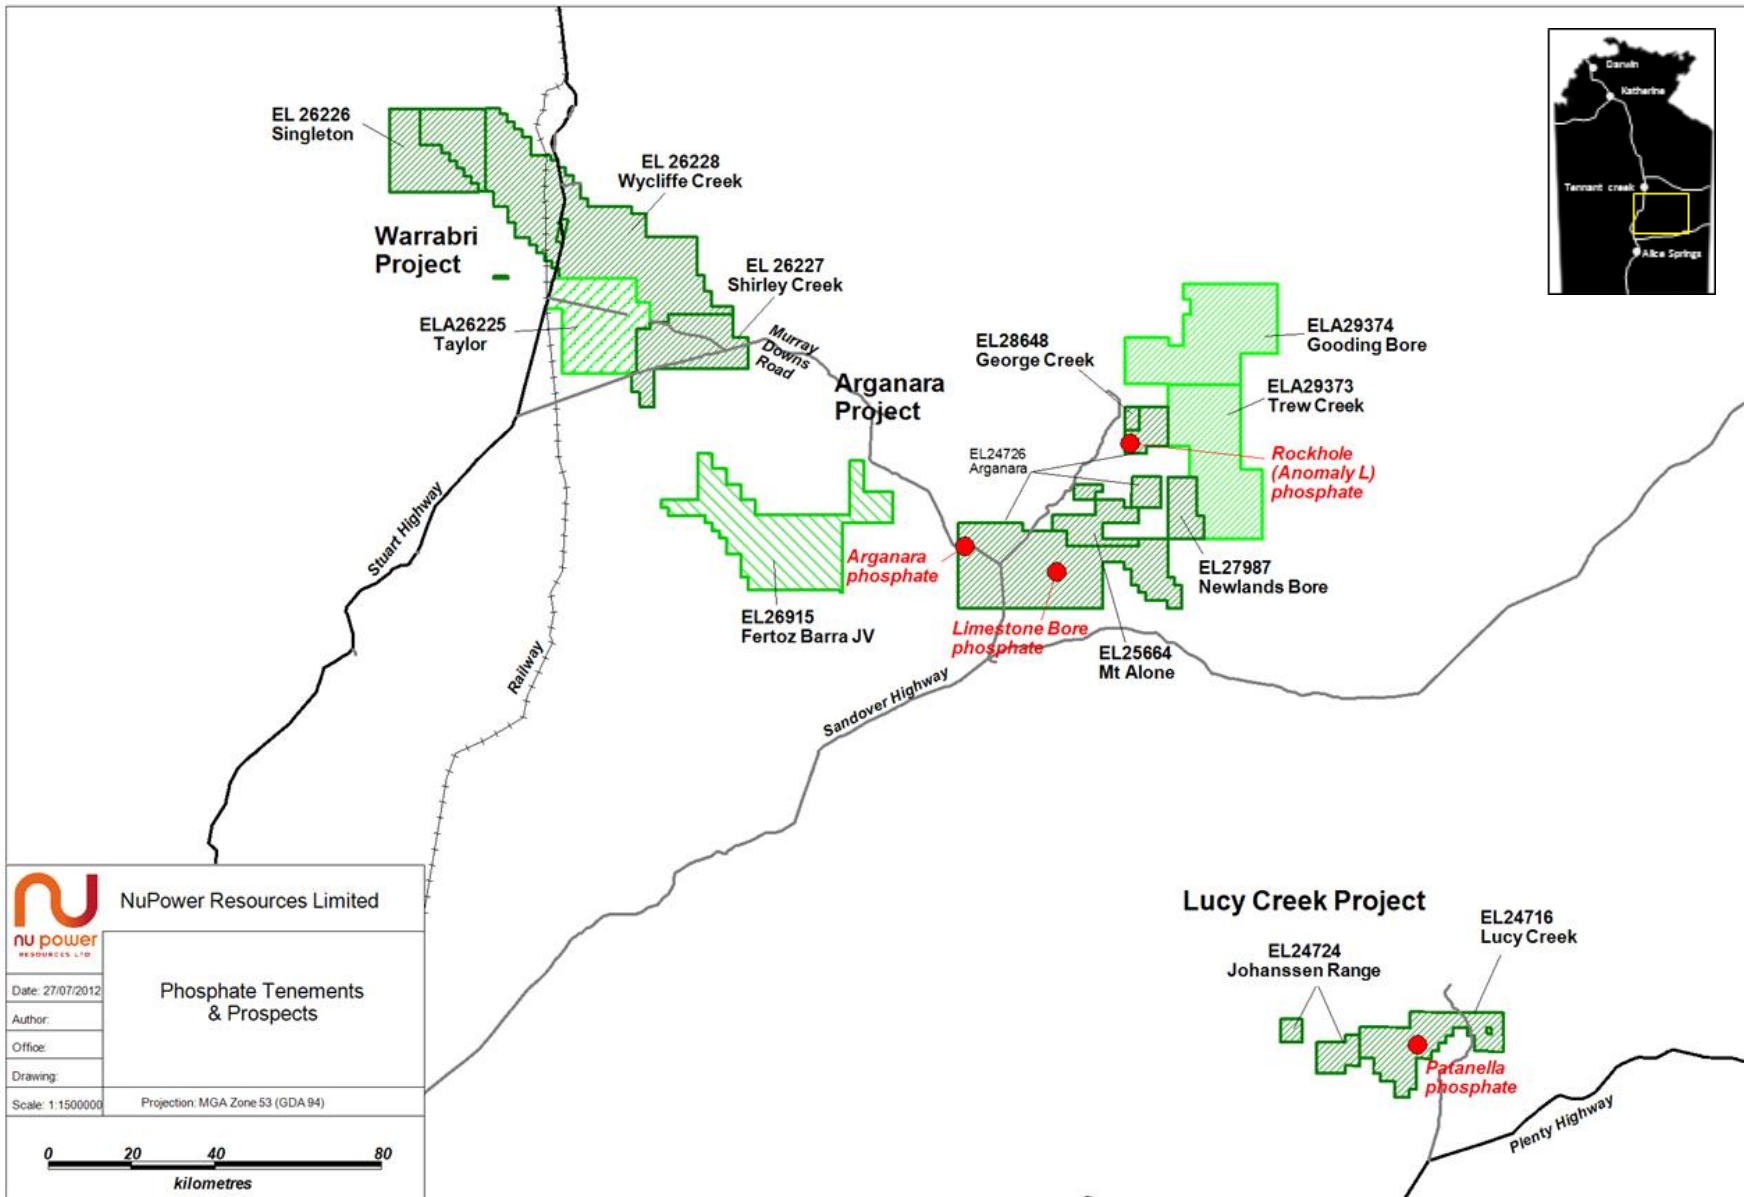 Darwin
Katherine
Tennant creek
Alice Springs
EL 26226
Singleton
EL 26228
Wycliffe Creek
Warrabri
Project
EL 26227
Shirley Creek
ELA26225
Taylor
Murray
Downs
Road
Arganara
Project
EL28648
George Creek
ELA29374
Gooding Bore
ELA29373
Trew Creek
EL24726
Arganara
Rockhole
(Anomaly L)
phosphate
Stuart Highway
Arganara
phosphate
EL27987
Newlands Bore
EL26915
Fertoz Barra JV
Limestone Bore
phosphate
EL25664
Mt Alone
Railway
Sandover Highway
Lucy Creek Project
EL24716
Lucy Creek
EL24724
Johanssen Range
Patanella
phosphate
Plenty Highway
nu power
RESOURCES LTD
NuPower Resources Limited
Phosphate Tenements
& Prospects
Date: 27/07/2012
Author:
Office:
Drawing:
Scale: 1:1500000
Projection: MGA Zone 53 (GDA 94)
0 20 40 80
kilometres